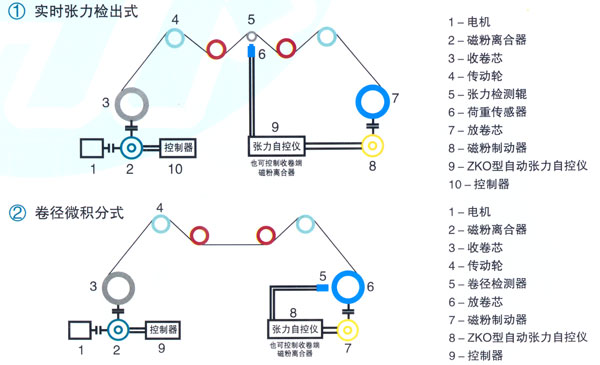 ① 实时张力检出式
4
5
6
3
7
9
控制器
张力自控仪
1
2
10
也可控制收卷端
磁粉离合器
8
1 – 电机
2 – 磁粉离合器
3 – 收卷芯
4 – 传动轮
5 – 张力检测辊
6 – 荷重传感器
7 – 放卷芯
8 – 磁粉制动器
9 – ZKO型自动张力自控仪
10 – 控制器
② 卷径微积分式
4
3
5
6
8
控制器
张力自控仪
1
2
9
也可控制收卷端
磁粉离合器
7
1 – 电机
2 – 磁粉离合器
3 – 收卷芯
4 – 传动轮
5 – 卷径检测器
6 – 放卷芯
7 – 磁粉制动器
8 – ZKO型自动张力自控仪
9 – 控制器